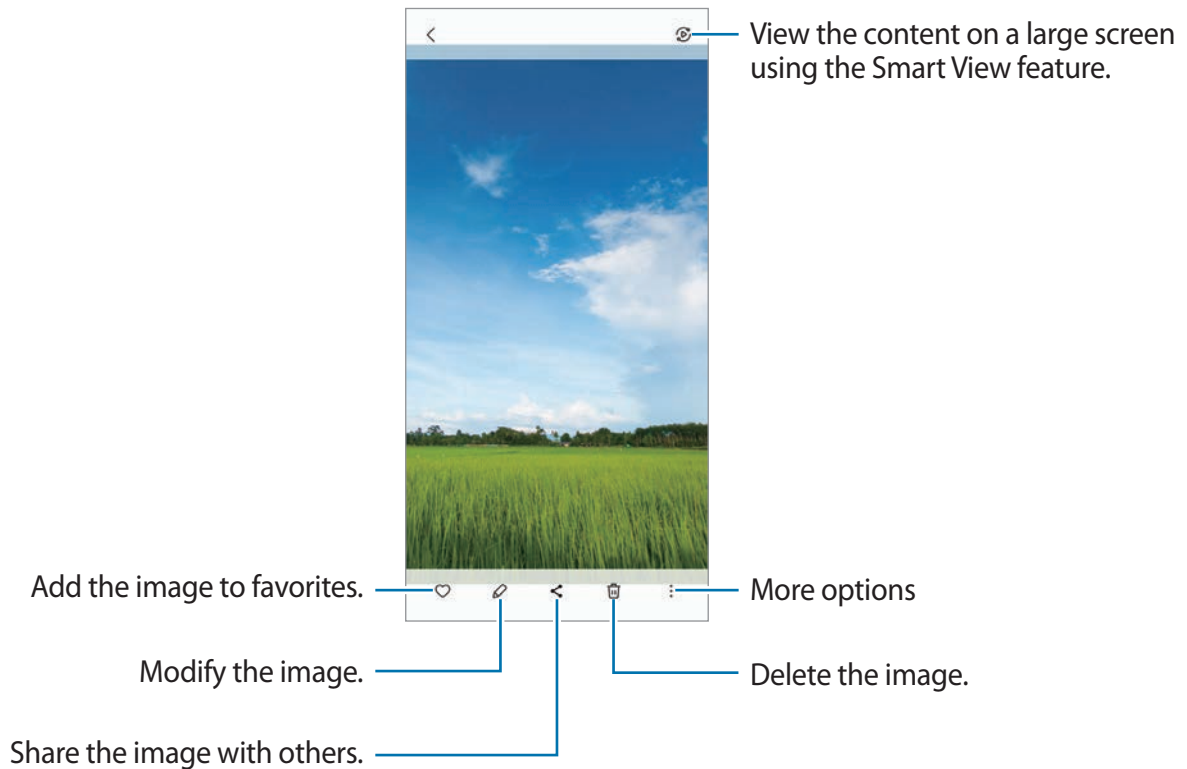 View the content on a large screen
using the Smart View feature.
Add the image to favorites.
More options
Modify the image.
Delete the image.
Share the image with others.